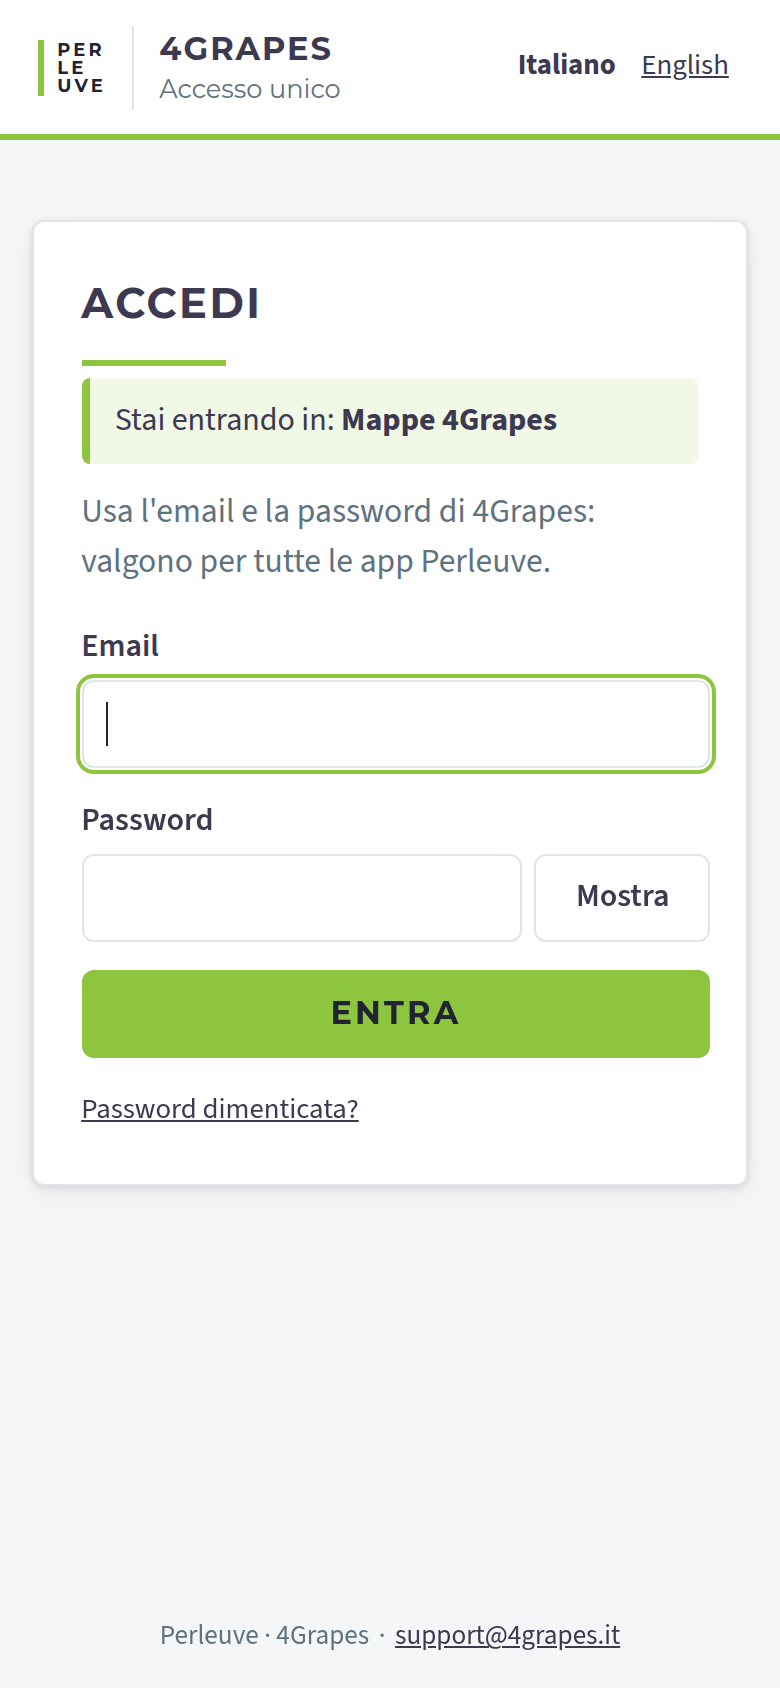 PER
LE
UVE
4GRAPES
Accesso unico
Italiano English
ACCEDI
Stai entrando in: Mappe 4Grapes
Usa l'email e la password di 4Grapes:
valgono per tutte le app Perleuve.
Email
Password
Mostra
ENTRA
Password dimenticata?
Perleuve · 4Grapes · support@4grapes.it